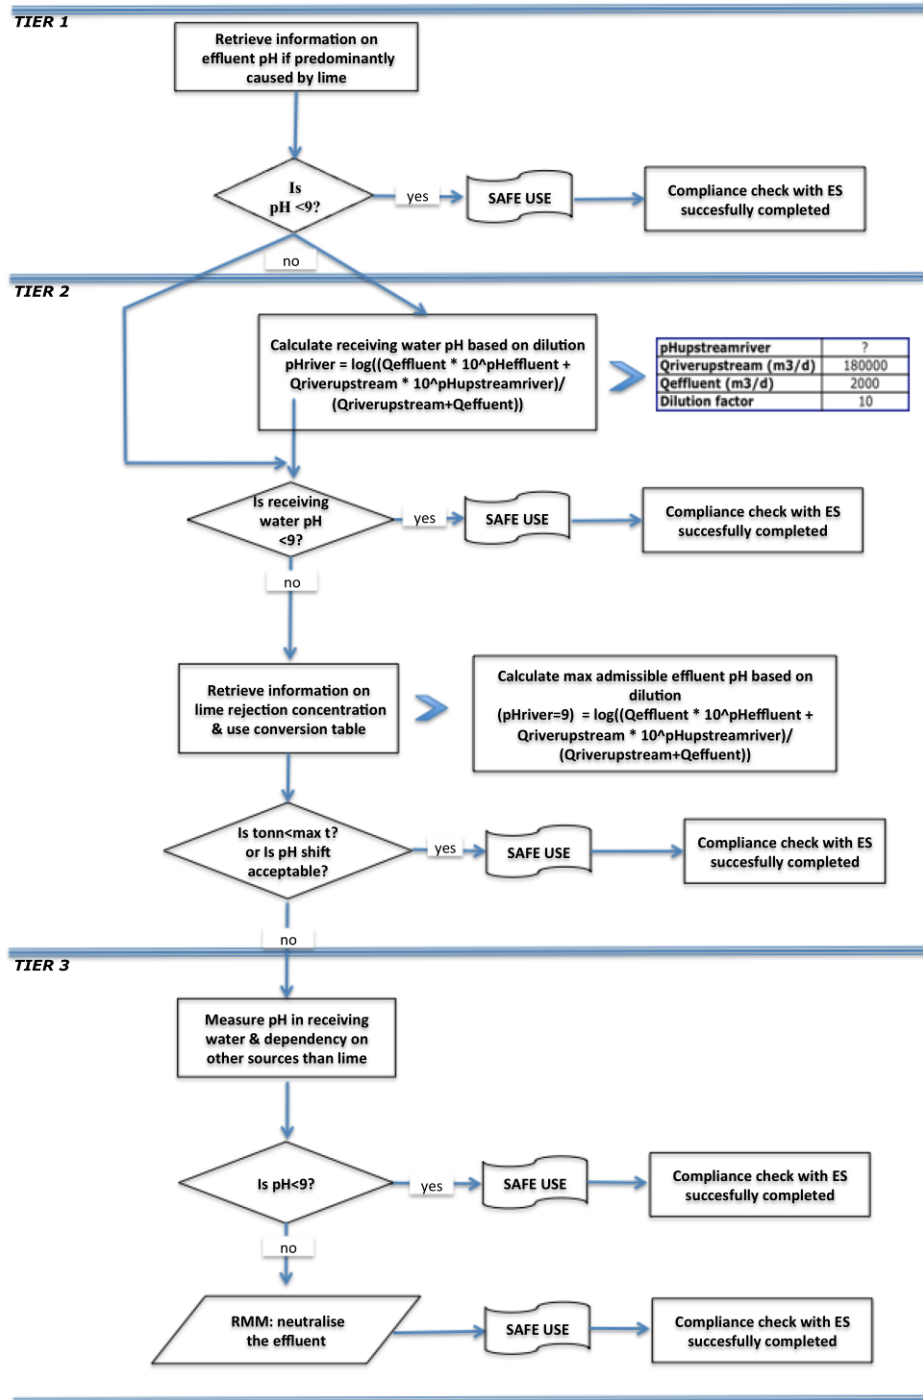 TIER 1
Retrieve information on
effluent pH if predominantly
caused by lime
Is
pH <9?
yes
SAFE USE
Compliance check with ES
succesfully completed
no
TIER 2
Calculate receiving water pH based on dilution
pHriver = log((Qeffluent * 10^pHeffluent +
Qriverupstream * 10^pHupstreamriver)/
(Qriverupstream+Qeffuent))
pHupstreamriver ?
Qriverupstream (m3/d) 180000
Qeffluent (m3/d) 2000
Dilution factor 10
Is receiving
water pH
<9?
yes
SAFE USE
Compliance check with ES
succesfully completed
no
Retrieve information on
lime rejection concentration
& use conversion table
Calculate max admissible effluent pH based on
dilution
(pHriver=9) = log((Qeffluent * 10^pHeffluent +
Qriverupstream * 10^pHupstreamriver)/
(Qriverupstream+Qeffuent))
Is tonn<max t?
or Is pH shift
acceptable?
yes
SAFE USE
Compliance check with ES
succesfully completed
no
TIER 3
Measure pH in receiving
water & dependency on
other sources than lime
Is pH<9?
yes
SAFE USE
Compliance check with ES
succesfully completed
no
RMM: neutralise
the effluent
SAFE USE
Compliance check with ES
succesfully completed